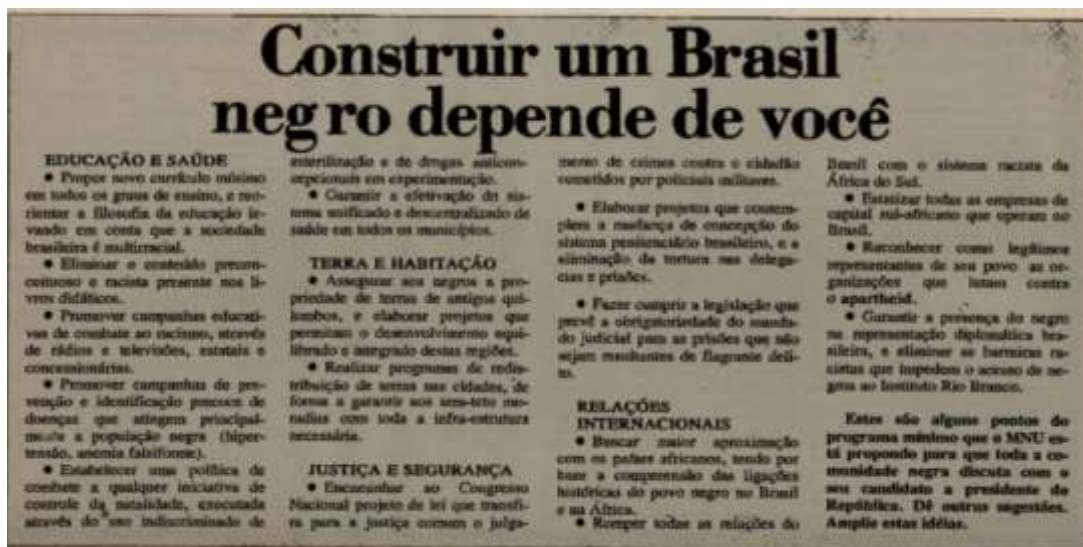 Construir um Brasil
negro depende de você
EDUCAÇÃO E SAÚDE
● Propor novo currículo mínimo
em todos os graus de ensino, e reo-
rientar a filosofia da educação le-
vando em conta que a sociedade
brasileira é multirracial.
● Eliminar o conteúdo precon-
ceituoso e racista presente nos li-
vros didáticos.
● Promover campanhas educati-
vas de combate ao racismo, através
de rádios e televisões, estatais e
concessionárias.
● Promover campanhas de pre-
venção e identificação precoce de
doenças que atingem principal-
mente a população negra (hiper-
tensão, anemia falsiforme).
● Estabelecer uma política de
combate a qualquer iniciativa de
controle da natalidade, executada
através do uso indiscriminado de
esterilização e de drogas anticon-
cepcionais em experimentação.
● Garantir a efetivação do sis-
tema unificado e descentralizado de
saúde em todos os municípios.
TERRA E HABITAÇÃO
● Assegurar aos negros a pro-
priedade de terras de antigos qui-
lombos, e elaborar projetos que
permitam o desenvolvimento equi-
librado e integrado destas regiões.
● Realizar programas de redis-
tribuição de terras nas cidades, de
forma a garantir aos sem-teto mo-
radias com toda a infra-estrutura
necessária.
JUSTIÇA E SEGURANÇA
● Encaminhar ao Congresso
Nacional projeto de lei que transfi-
ra para a justiça comum o julga-
mento de crimes contra o cidadão
cometidos por policiais militares.
● Elaborar projetos que contem-
plem a mudança de concepção do
sistema penitenciário brasileiro, e a
eliminação da tortura nas delega-
cias e prisões.
● Fazer cumprir a legislação que
prevê a obrigatoriedade do manda-
do judicial para as prisões que não
sejam resultantes de flagrante deli-
to.
RELAÇÕES
INTERNACIONAIS
● Buscar maior aproximação
com os países africanos, tendo por
base a compreensão das ligações
históricas do povo negro no Brasil
e na África.
● Romper todas as relações do
Brasil com o sistema racista da
África do Sul.
● Estatizar todas as empresas de
capital sul-africano que operam no
Brasil.
● Reconhecer como legítimos
representantes de seu povo as or-
ganizações que lutam contra
o apartheid.
● Garantir a presença do negro
na representação diplomática bra-
sileira, e eliminar as barreiras ra-
cistas que impedem o acesso de ne-
gros ao Instituto Rio Branco.
Estes são alguns pontos do
programa mínimo que o MNU es-
tá propondo para que toda a co-
munidade negra discuta com o
seu candidato a presidente da
República. Dê outras sugestões.
Amplie estas idéias.